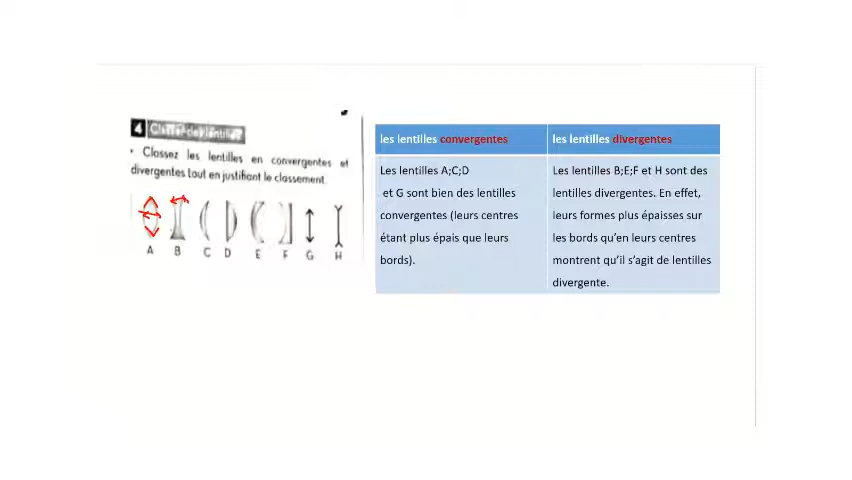 4 Classer des lentilles
• Classez les lentilles en convergentes et
divergentes tout en justifiant le classement.
A B C D E F G H
les lentilles convergentes
Les lentilles A;C;D
et G sont bien des lentilles
convergentes (leurs centres
étant plus épais que leurs
bords).
les lentilles divergentes
Les lentilles B;E;F et H sont des
lentilles divergentes. En effet,
leurs formes plus épaisses sur
les bords qu'en leurs centres
montrent qu'il s'agit de lentilles
divergente.